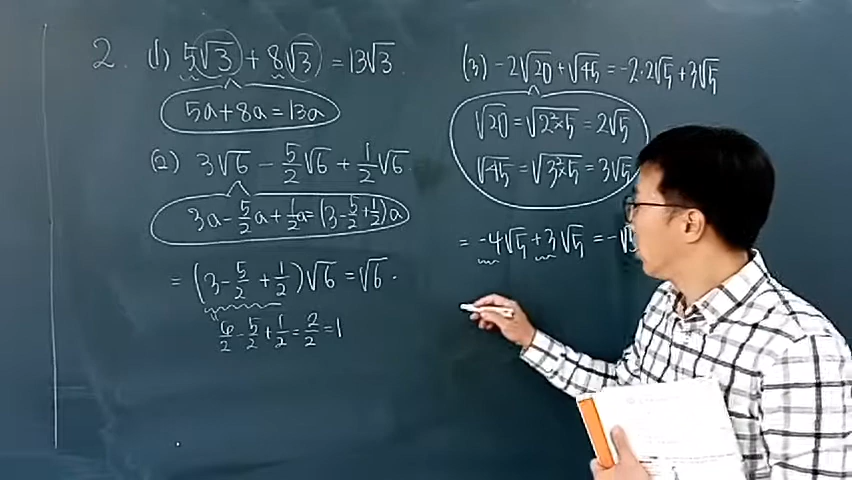 2. (1) 5√3 + 8√3 = 13√3
5a+8a=13a
(2) 3√6 - 5/2√6 + 1/2√6
3a - 5/2a + 1/2a = (3 - 5/2 + 1/2)a
= (3 - 5/2 + 1/2)√6 = √6.
6/2 - 5/2 + 1/2 = 2/2 = 1
(3) -2√20 + √45 = -2·2√5 + 3√5
√20 = √2²×5 = 2√5
√45 = √3²×5 = 3√5
= -4√5 + 3√5 = -√5